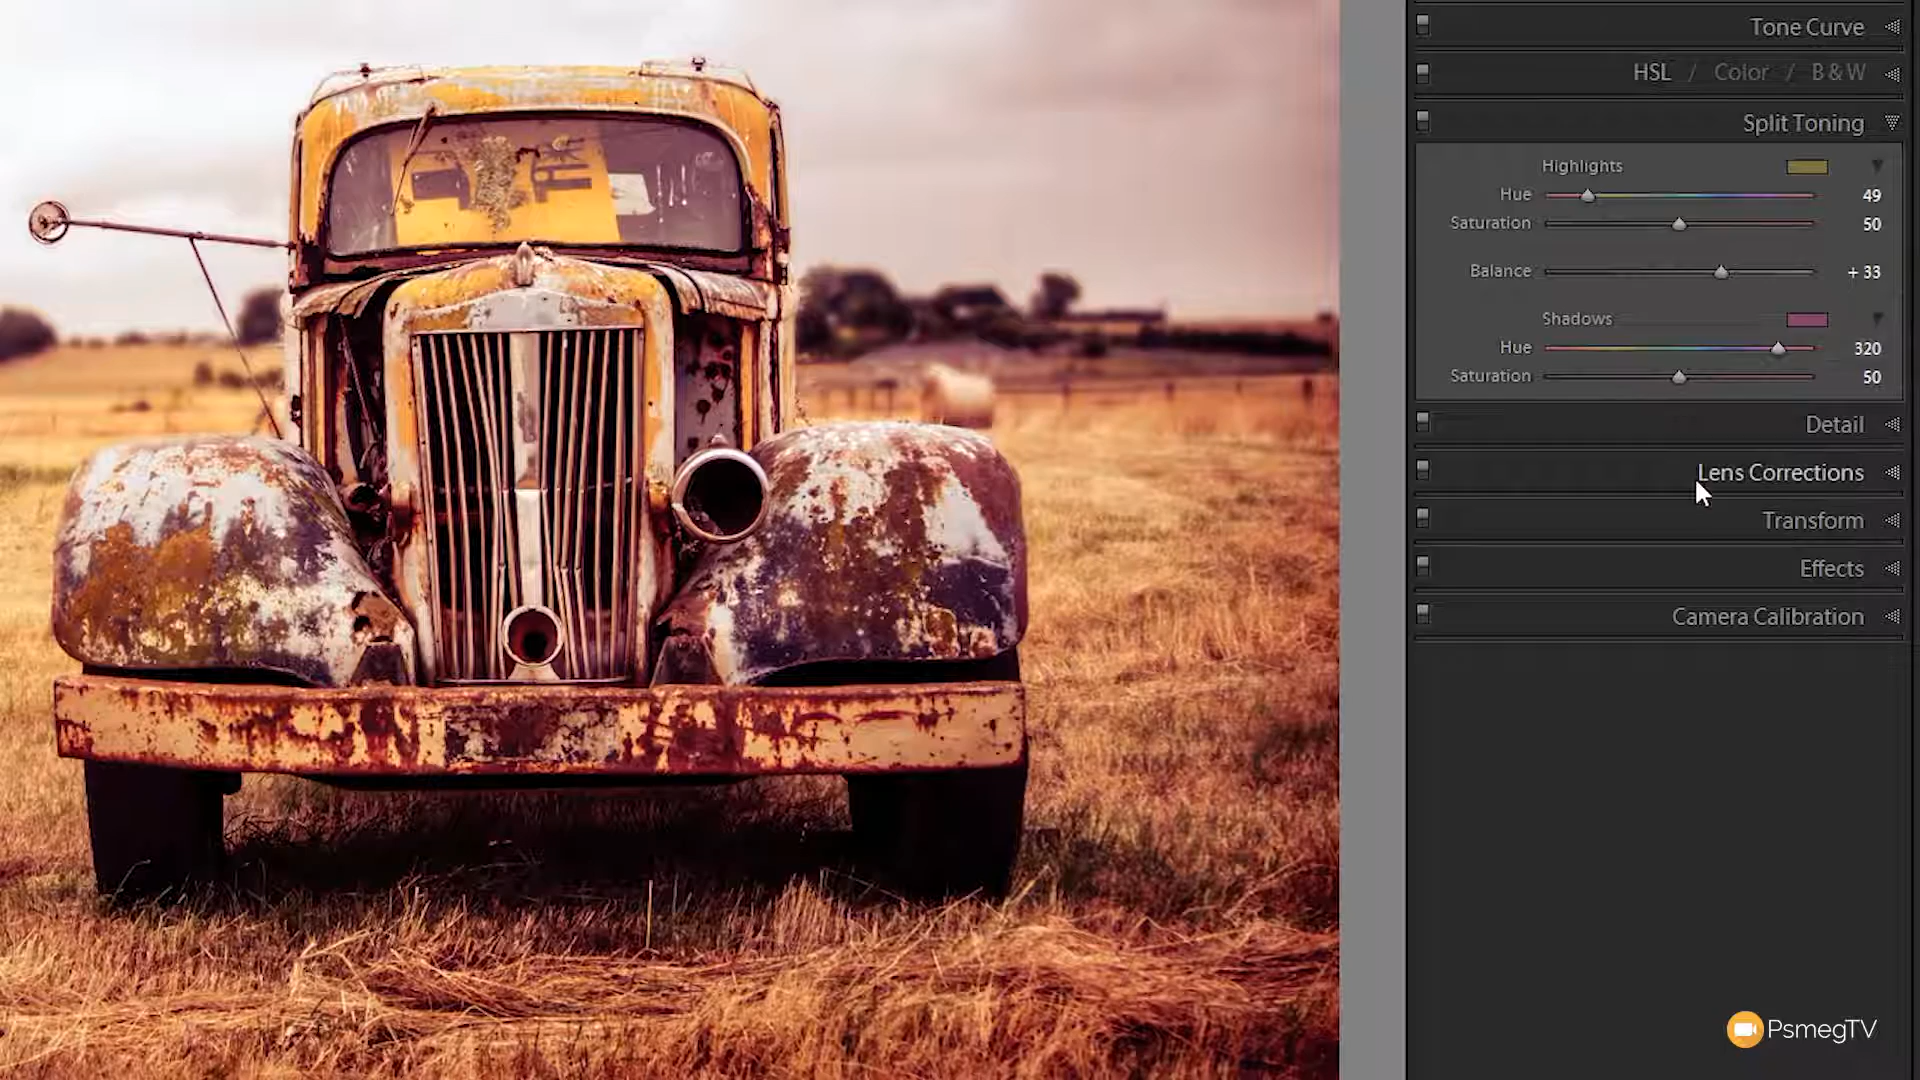 Tone Curve
HSL / Color / B & W
Split Toning
Highlights
Hue 49
Saturation 50
Balance + 33
Shadows
Hue 320
Saturation 50
Detail
Lens Corrections
Transform
Effects
Camera Calibration
PsmegTV